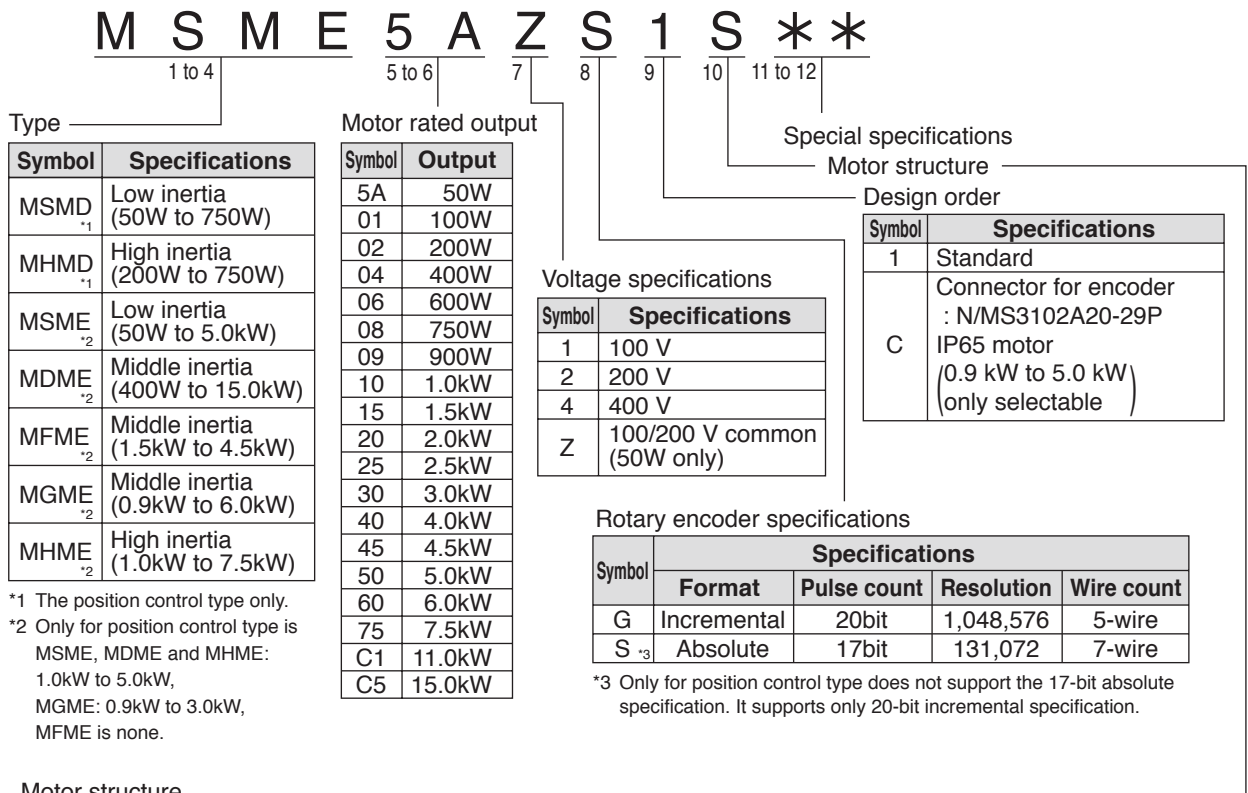 M S M E 5 A Z S 1 S * *
1 to 4 5 to 6 7 8 9 10 11 to 12
Special specifications
Motor structure
Design order
Symbol Specifications
1 Standard
C Connector for encoder
: N/MS3102A20-29P
IP65 motor
(0.9 kW to 5.0 kW
only selectable)
Type
Symbol Specifications
MSMD *1 Low inertia
(50W to 750W)
MHMD *1 High inertia
(200W to 750W)
MSME *2 Low inertia
(50W to 5.0kW)
MDME *2 Middle inertia
(400W to 15.0kW)
MFME *2 Middle inertia
(1.5kW to 4.5kW)
MGME *2 Middle inertia
(0.9kW to 6.0kW)
MHME *2 High inertia
(1.0kW to 7.5kW)
*1 The position control type only.
*2 Only for position control type is
MSME, MDME and MHME:
1.0kW to 5.0kW,
MGME: 0.9kW to 3.0kW,
MFME is none.
Motor rated output
Symbol Output
5A 50W
01 100W
02 200W
04 400W
06 600W
08 750W
09 900W
10 1.0kW
15 1.5kW
20 2.0kW
25 2.5kW
30 3.0kW
40 4.0kW
45 4.5kW
50 5.0kW
60 6.0kW
75 7.5kW
C1 11.0kW
C5 15.0kW
Voltage specifications
Symbol Specifications
1 100 V
2 200 V
4 400 V
Z 100/200 V common
(50W only)
Rotary encoder specifications
Symbol Specifications
Format Pulse count Resolution Wire count
G Incremental 20bit 1,048,576 5-wire
S *3 Absolute 17bit 131,072 7-wire
*3 Only for position control type does not support the 17-bit absolute
specification. It supports only 20-bit incremental specification.
Motor structure